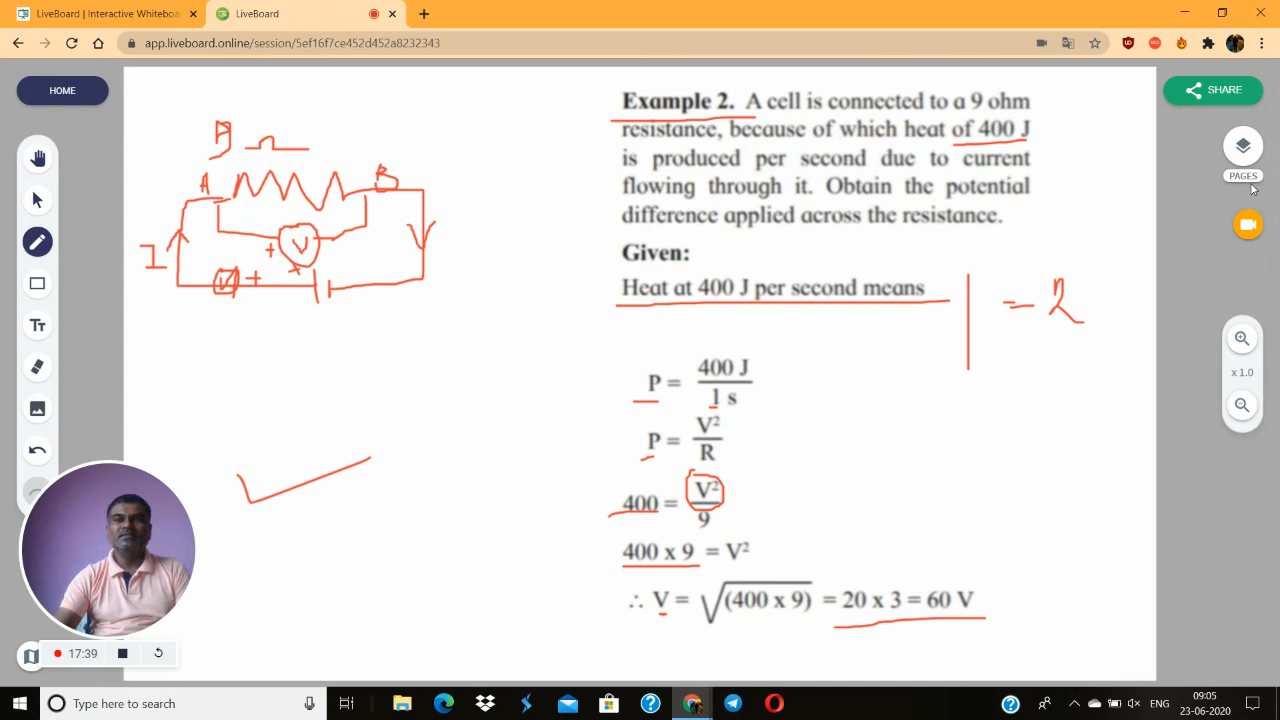 LiveBoard | Interactive Whiteboa
LiveBoard
app.liveboard.online/session/5ef16f7ce452d452a8232343
HOME
SHARE
PAGES
x 1.0
Tт
A
B
V
+
+
I
+
= 2
Example 2. A cell is connected to a 9 ohm
resistance, because of which heat of 400 J
is produced per second due to current
flowing through it. Obtain the potential
difference applied across the resistance.
Given:
Heat at 400 J per second means
P = 400 J / 1 s
P = V² / R
400 = V² / 9
400 x 9 = V²
∴ V = √(400 x 9) = 20 x 3 = 60 V
17:39
Type here to search
ENG
09:05
23-06-2020